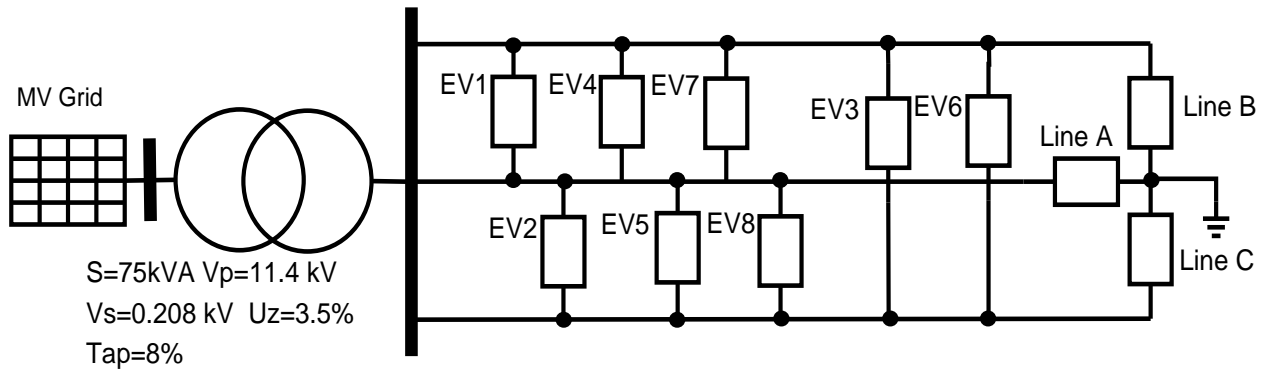 MV Grid
S=75kVA Vp=11.4 kV
Vs=0.208 kV Uz=3.5%
Tap=8%
EV1
EV4
EV7
EV3
EV6
Line B
Line A
EV2
EV5
EV8
Line C